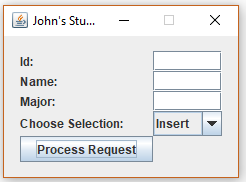 John's Stu...
Id:
Name:
Major:
Choose Selection: Insert
Process Request